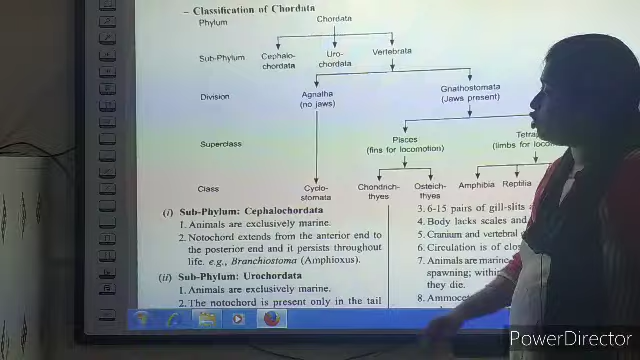 – Classification of Chordata
Phylum Chordata
Sub-Phylum Cephalo-chordata Uro-chordata Vertebrata
Division Agnatha (no jaws) Gnathostomata (Jaws present)
Superclass Pisces (fins for locomotion) (limbs for
Class Cyclo-stomata Chondrich-thyes Osteich-thyes Amphibia Reptilia
(i) Sub-Phylum: Cephalochordata
1. Animals are exclusively marine.
2. Notochord extends from the anterior end to
the posterior end and it persists throughout
life. e.g., Branchiostoma (Amphioxus).
(ii) Sub-Phylum: Urochordata
1. Animals are exclusively marine.
2. The notochord is present only in the tail
3. 6-15 pairs of gill-slits
4. Body lacks scales and
5. Cranium and vertebral
6. Circulation is of
7. Animals are marine
spawning; within
they die.
8.
PowerDirector